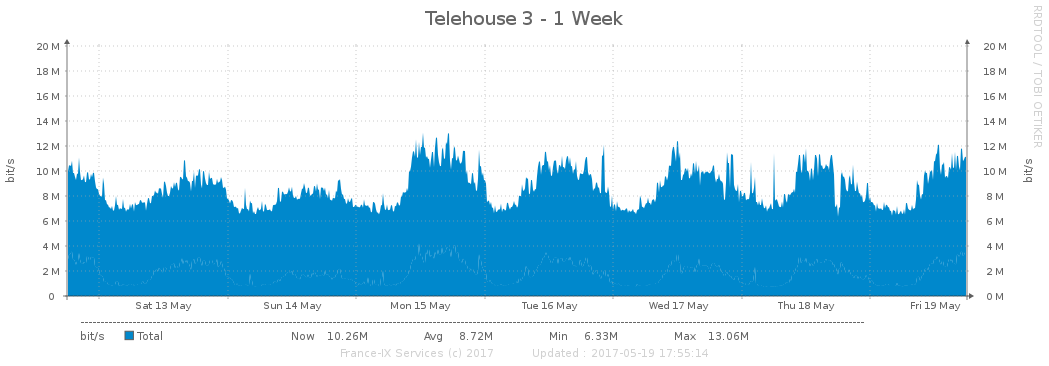 Telehouse 3 - 1 Week
RRDTOOL / TOBI OETIKER
bit/s
bit/s
20 M 20 M
18 M 18 M
16 M 16 M
14 M 14 M
12 M 12 M
10 M 10 M
8 M 8 M
6 M 6 M
4 M 4 M
2 M 2 M
0 0 M
Sat 13 May Sun 14 May Mon 15 May Tue 16 May Wed 17 May Thu 18 May Fri 19 May
bit/s Total Now 10.26M Avg 8.72M Min 6.33M Max 13.06M
France-IX Services (c) 2017 Updated : 2017-05-19 17:55:14